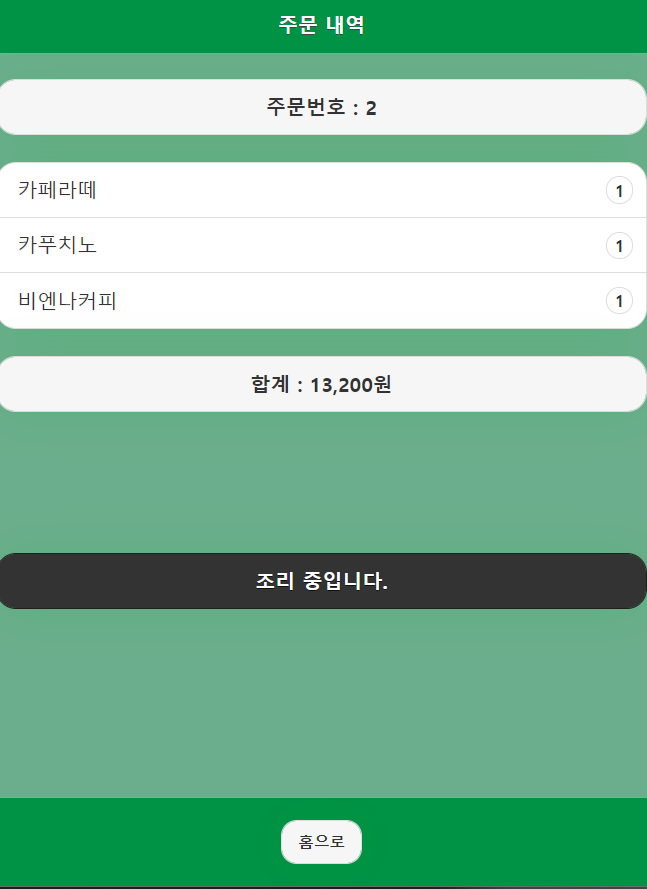 주문 내역
주문번호 : 2
카페라떼 1
카푸치노 1
비엔나커피 1
합계 : 13,200원
조리 중입니다.
홈으로